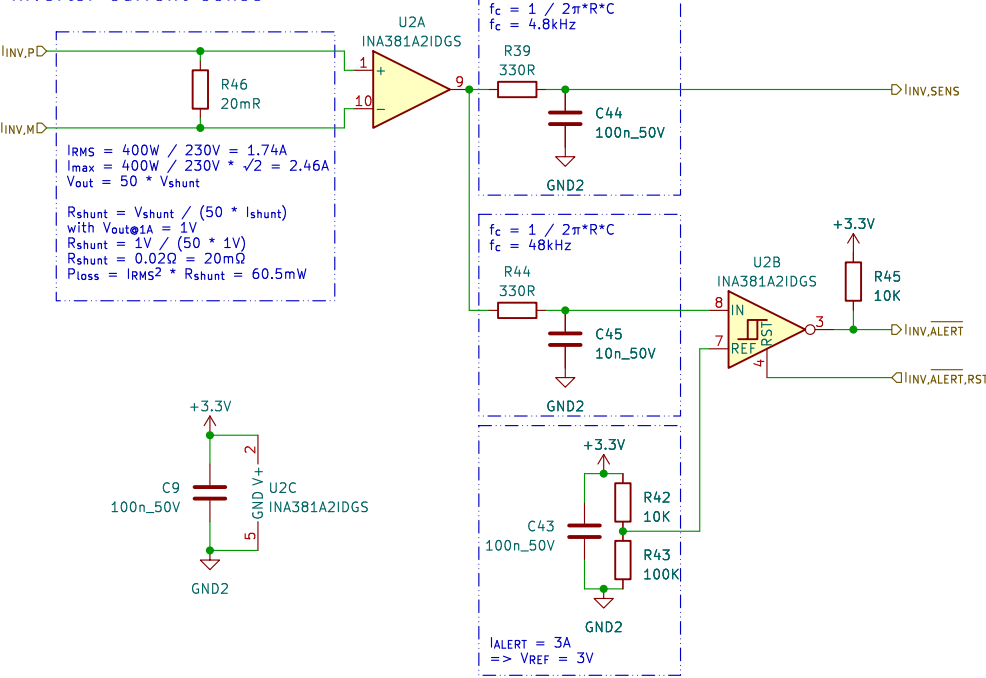 IINV,P
IINV,M
R46
20mR
IRMS = 400W / 230V = 1.74A
Imax = 400W / 230V * √2 = 2.46A
Vout = 50 * Vshunt
Rshunt = Vshunt / (50 * Ishunt)
with Vout@1A = 1V
Rshunt = 1V / (50 * 1V)
Rshunt = 0.02Ω = 20mΩ
Ploss = IRMS² * Rshunt = 60.5mW
U2A
INA381A2IDGS
1
+
10
−
9
fc = 1 / 2π*R*C
fc = 4.8kHz
R39
330R
C44
100n_50V
GND2
IINV,SENS
fc = 1 / 2π*R*C
fc = 48kHz
R44
330R
C45
10n_50V
GND2
U2B
INA381A2IDGS
8
IN
7
REF
RST
4
3
+3.3V
R45
10K
IINV,ALERT
IINV,ALERT,RST
+3.3V
C9
100n_50V
2
GND V+
5
U2C
INA381A2IDGS
GND2
+3.3V
R42
10K
C43
100n_50V
R43
100K
GND2
IALERT = 3A
=> VREF = 3V